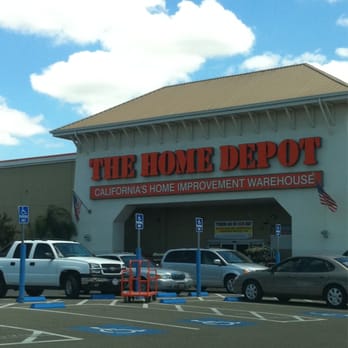 THE HOME DEPOT
CALIFORNIA'S HOME IMPROVEMENT WAREHOUSE